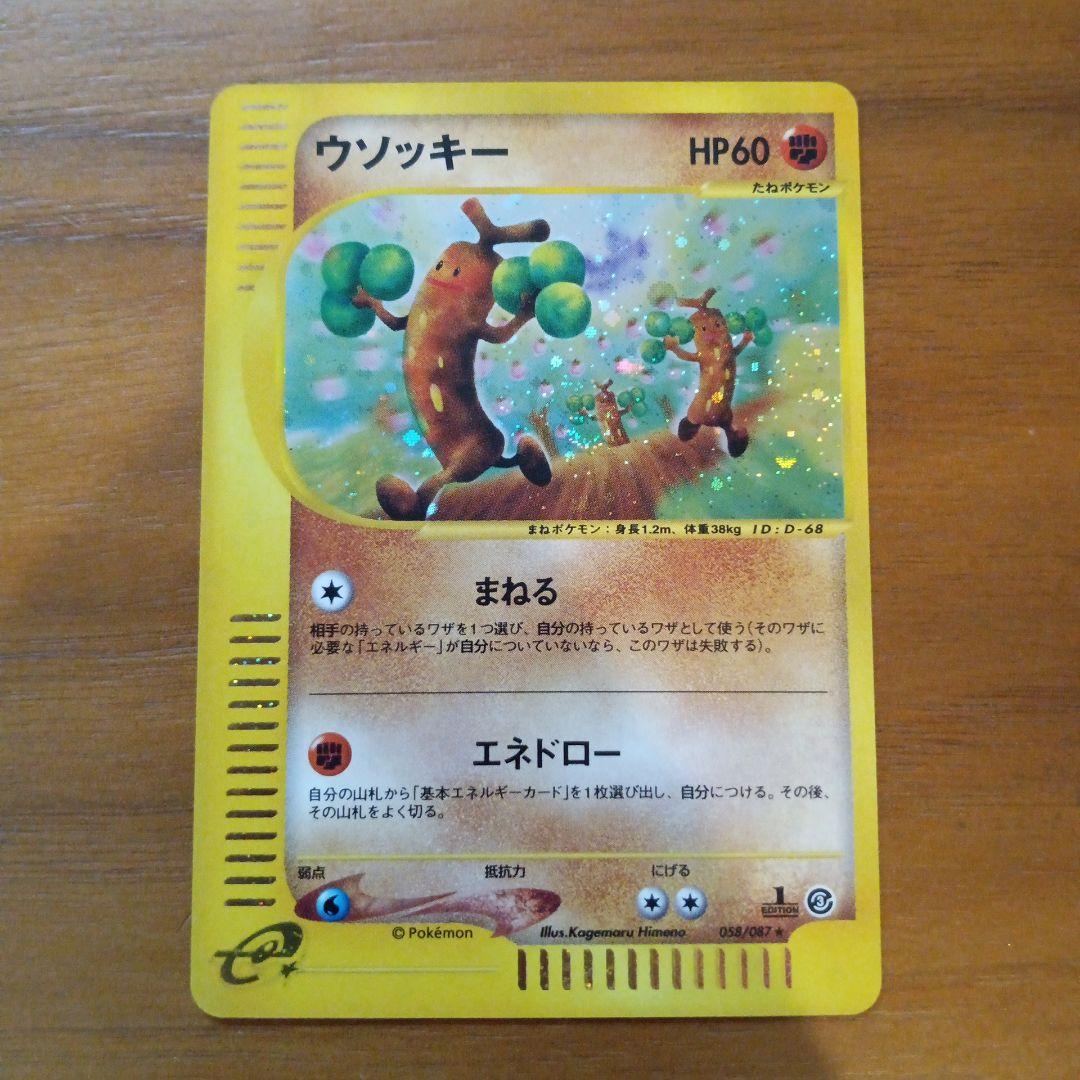 ウソッキー
HP60
たねポケモン
まねポケモン：身長1.2m、体重38kg ID：D-68
まねる
相手の持っているワザを1つ選び、自分の持っているワザとして使う（そのワザに
必要な「エネルギー」が自分についていないなら、このワザは失敗する）。
エネドロー
自分の山札から「基本エネルギーカード」を1枚選び出し、自分につける。その後、
その山札をよく切る。
弱点 抵抗力 にげる
1
EDITION
3
© Pokémon Illus.Kagemaru Himeno 058/087 ★
e